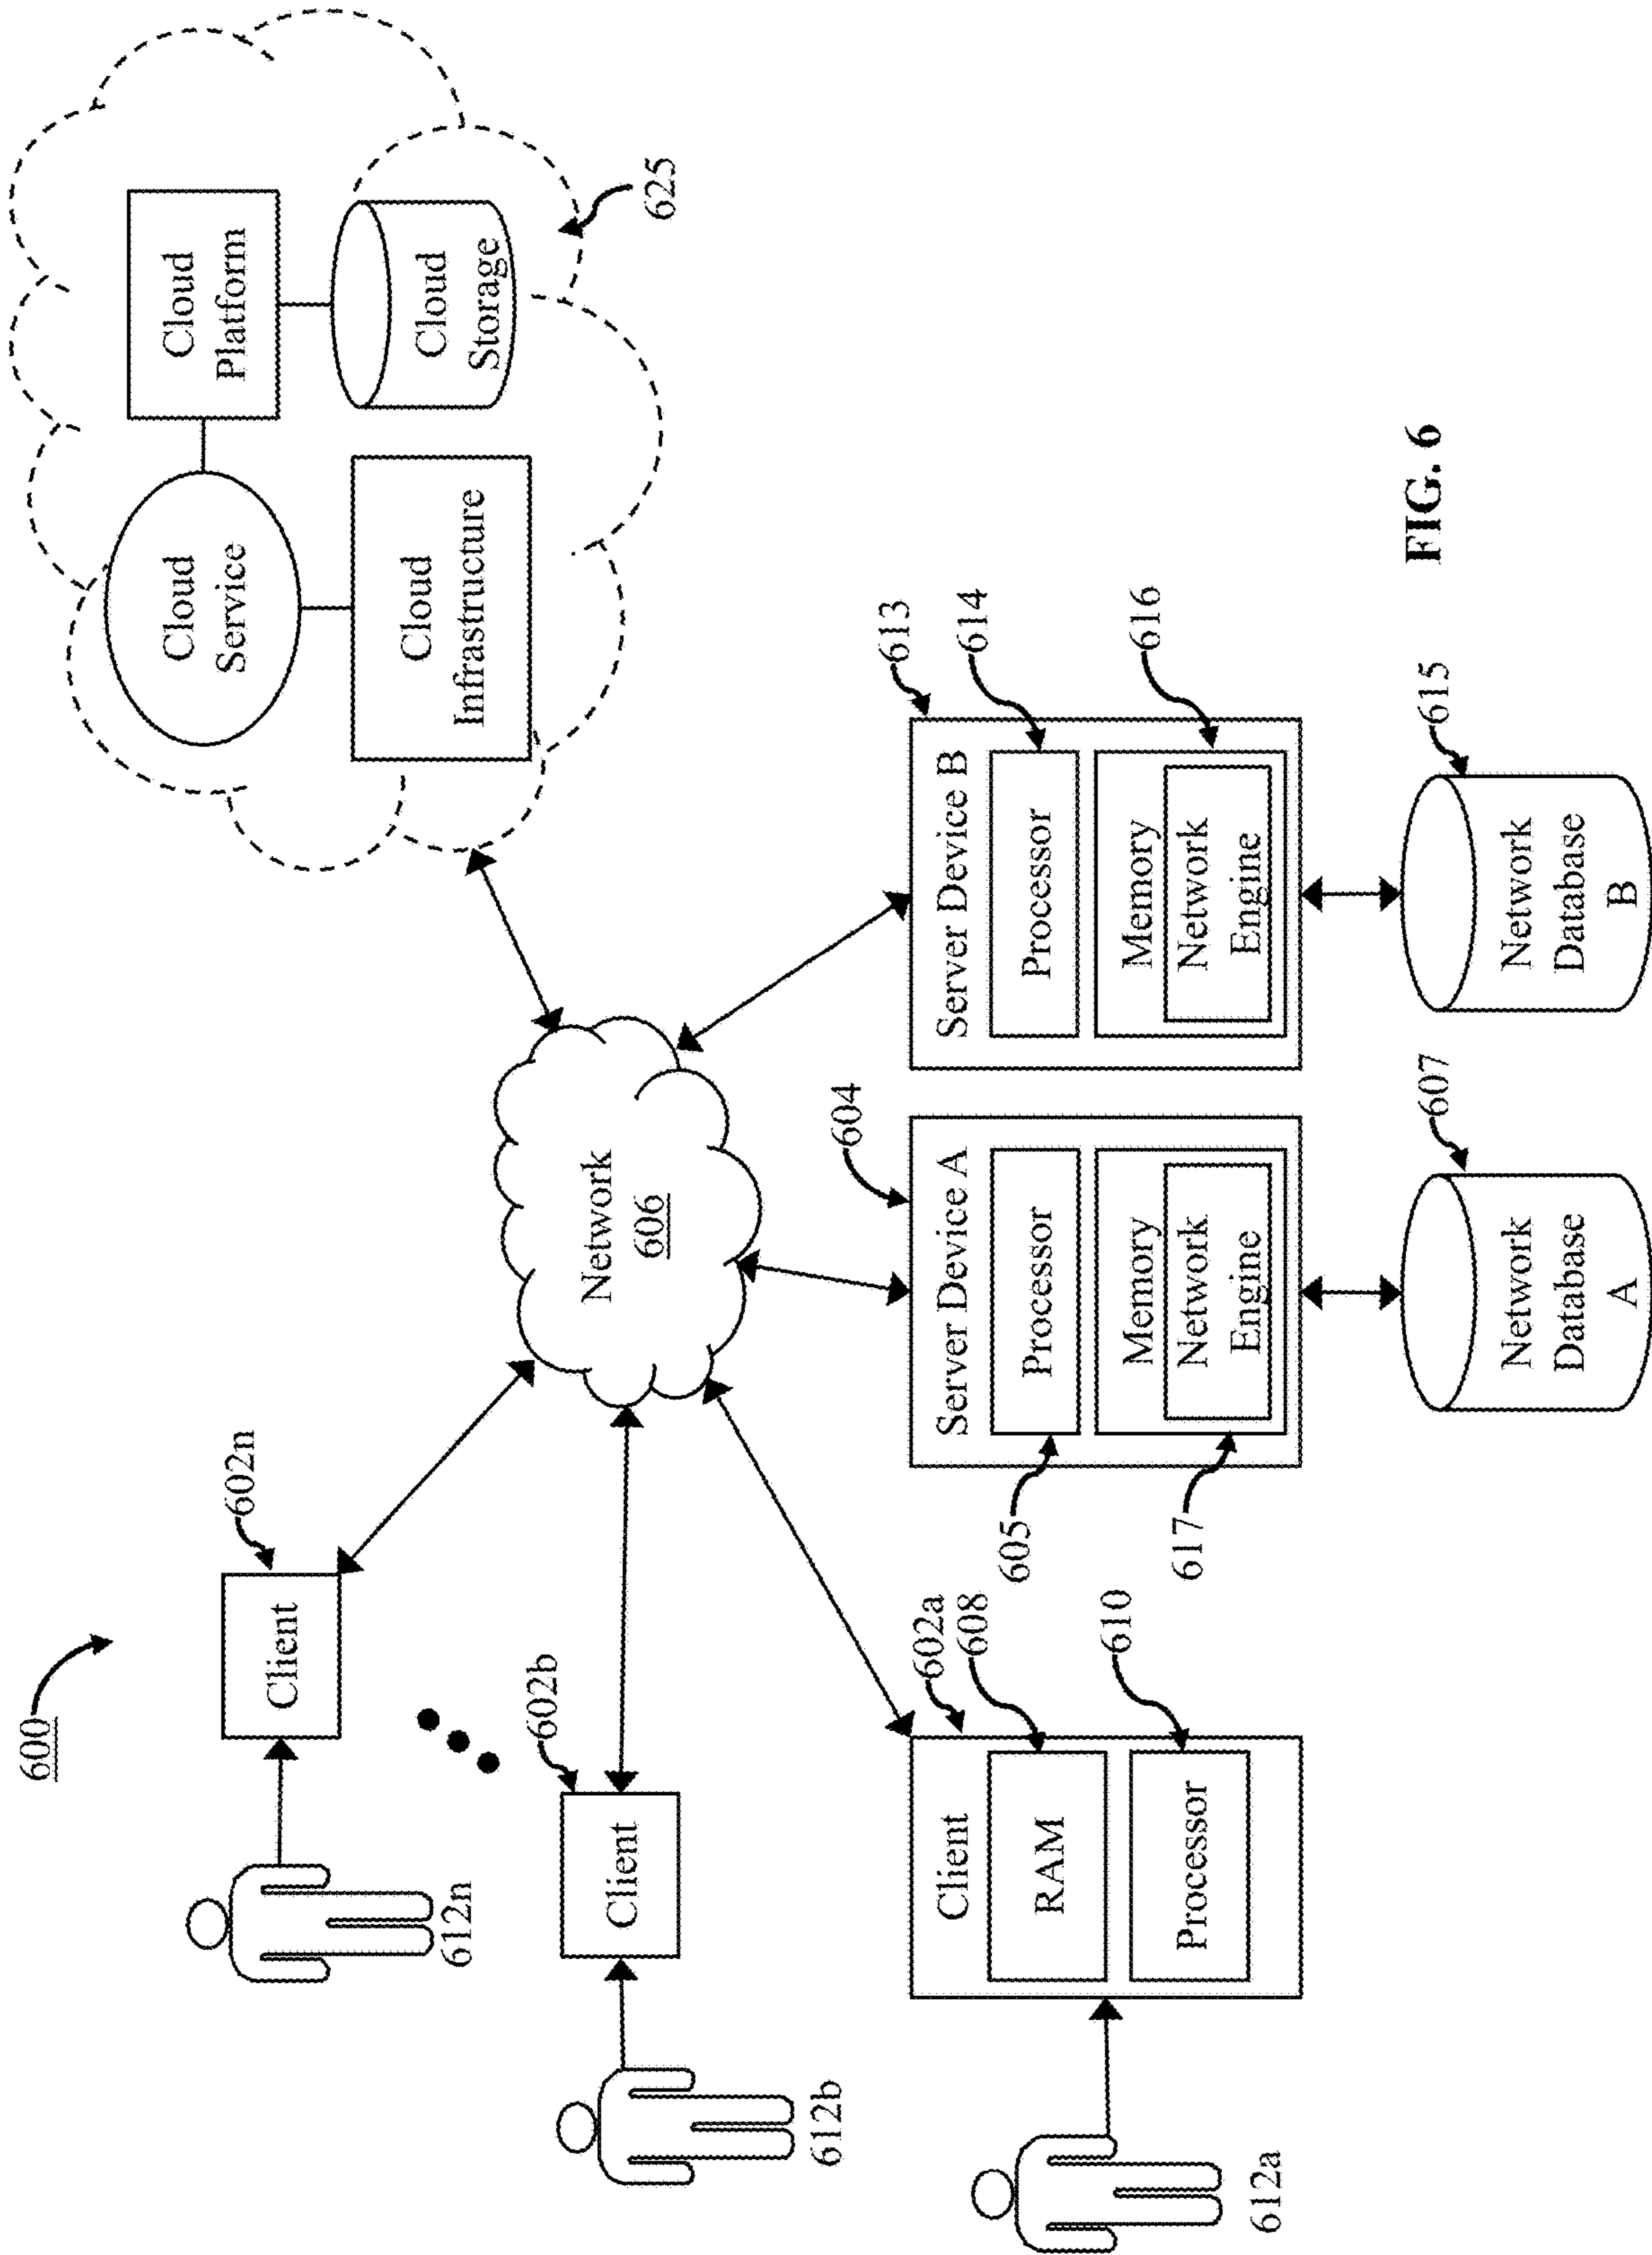 600
612n
Client
602n
612b
Client
602b
612a
Client
RAM
Processor
602a
608
610
Network
606
Cloud
Service
Cloud
Platform
Cloud
Infrastructure
Cloud
Storage
625
Server Device A
Processor
Memory
Network
Engine
604
605
617
Network
Database
A
607
Server Device B
Processor
Memory
Network
Engine
613
614
616
Network
Database
B
615
FIG. 6